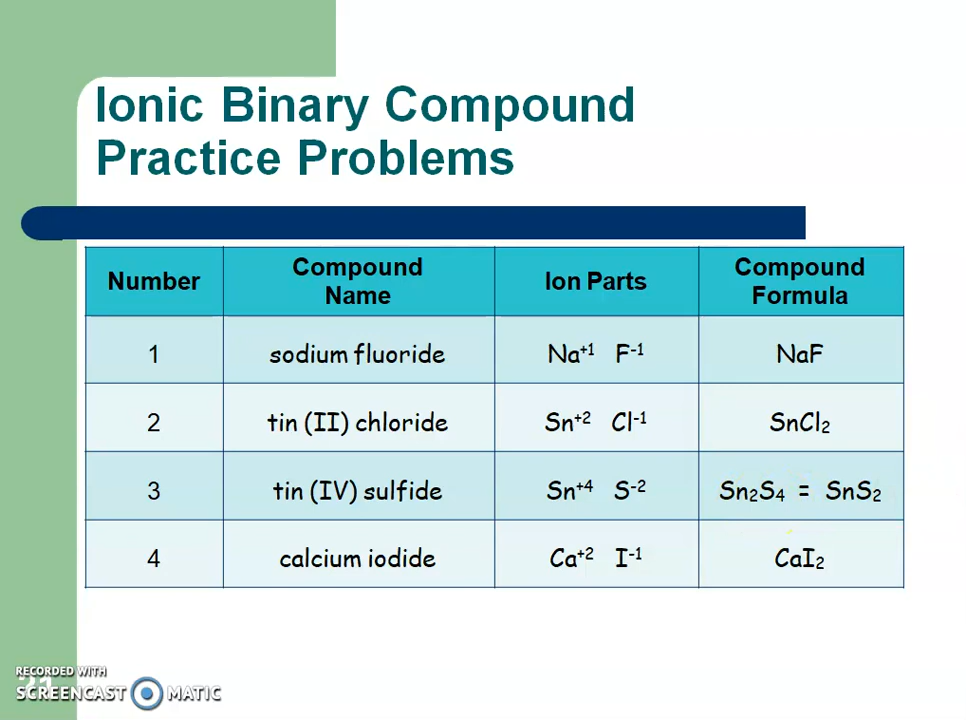 Ionic Binary Compound
Practice Problems
Number
Compound
Name
Ion Parts
Compound
Formula
1
sodium fluoride
Na⁺¹ F⁻¹
NaF
2
tin (II) chloride
Sn⁺² Cl⁻¹
SnCl₂
3
tin (IV) sulfide
Sn⁺⁴ S⁻²
Sn₂S₄ = SnS₂
4
calcium iodide
Ca⁺² I⁻¹
CaI₂
RECORDED WITH
SCREENCAST MATIC